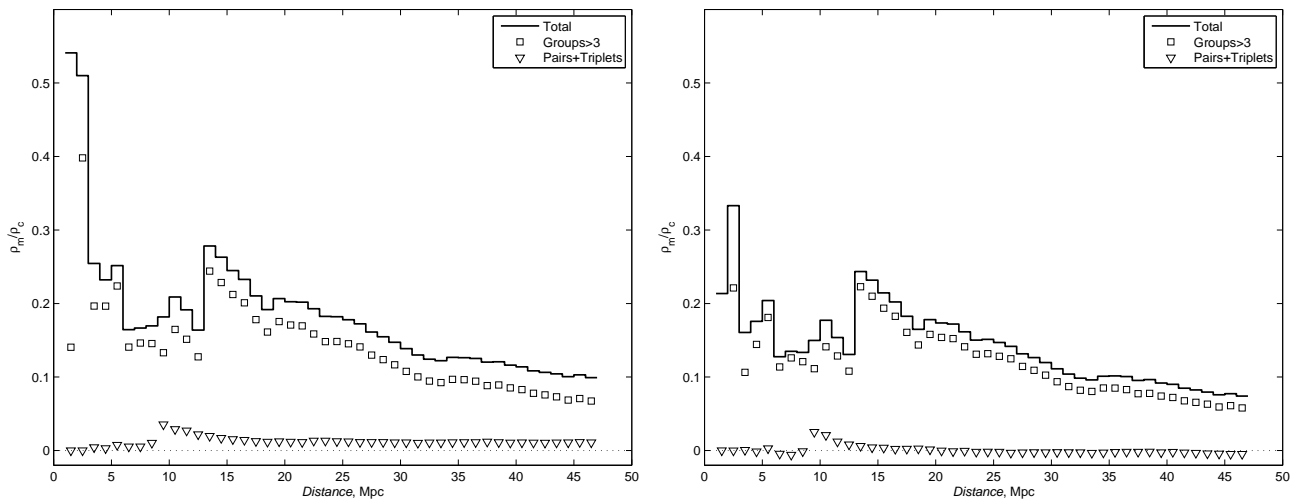 Total
Groups>3
Pairs+Triplets
0.5
0.4
0.3
0.2
0.1
0
ρm/ρc
0 5 10 15 20 25 30 35 40 45 50
Distance, Mpc
Total
Groups>3
Pairs+Triplets
0.5
0.4
0.3
0.2
0.1
0
ρm/ρc
0 5 10 15 20 25 30 35 40 45 50
Distance, Mpc